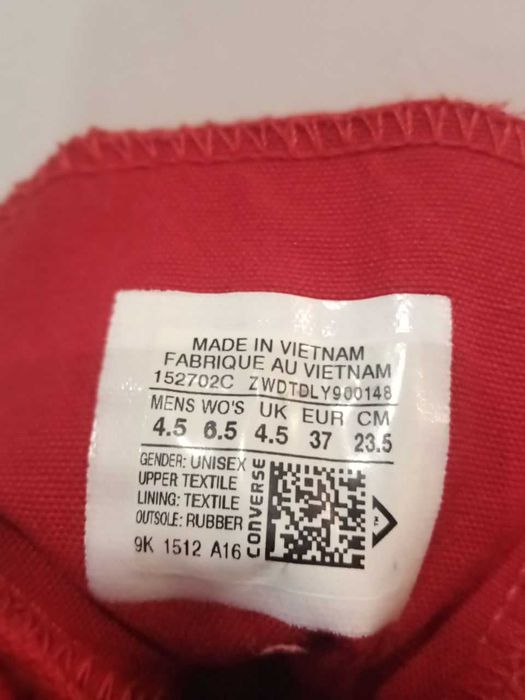 MADE IN VIETNAM
FABRIQUE AU VIETNAM
152702C ZWDTDLY900148
MENS WO'S UK EUR CM
4.5 6.5 4.5 37 23.5
GENDER: UNISEX
UPPER TEXTILE
LINING: TEXTILE
OUTSOLE: RUBBER
9K 1512 A16
CONVERSE